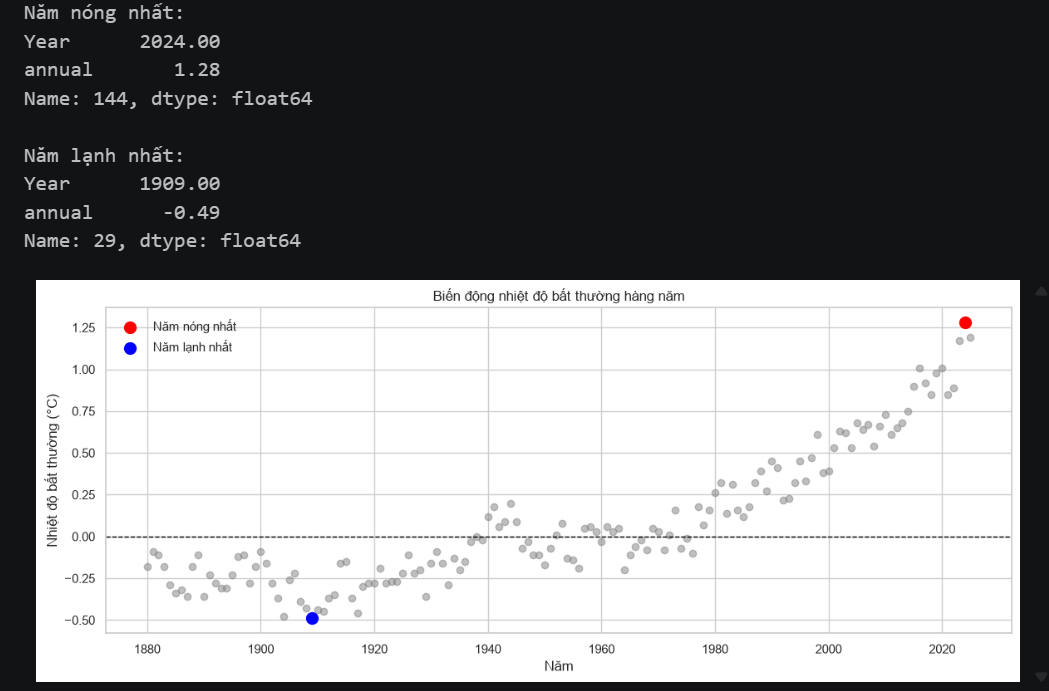 Năm nóng nhất:
Year      2024.00
annual       1.28
Name: 144, dtype: float64
Năm lạnh nhất:
Year      1909.00
annual      -0.49
Name: 29, dtype: float64
Biến động nhiệt độ bất thường hàng năm
Năm nóng nhất
Năm lạnh nhất
Nhiệt độ bất thường (°C)
1.25
1.00
0.75
0.50
0.25
0.00
−0.25
−0.50
1880 1900 1920 1940 1960 1980 2000 2020
Năm